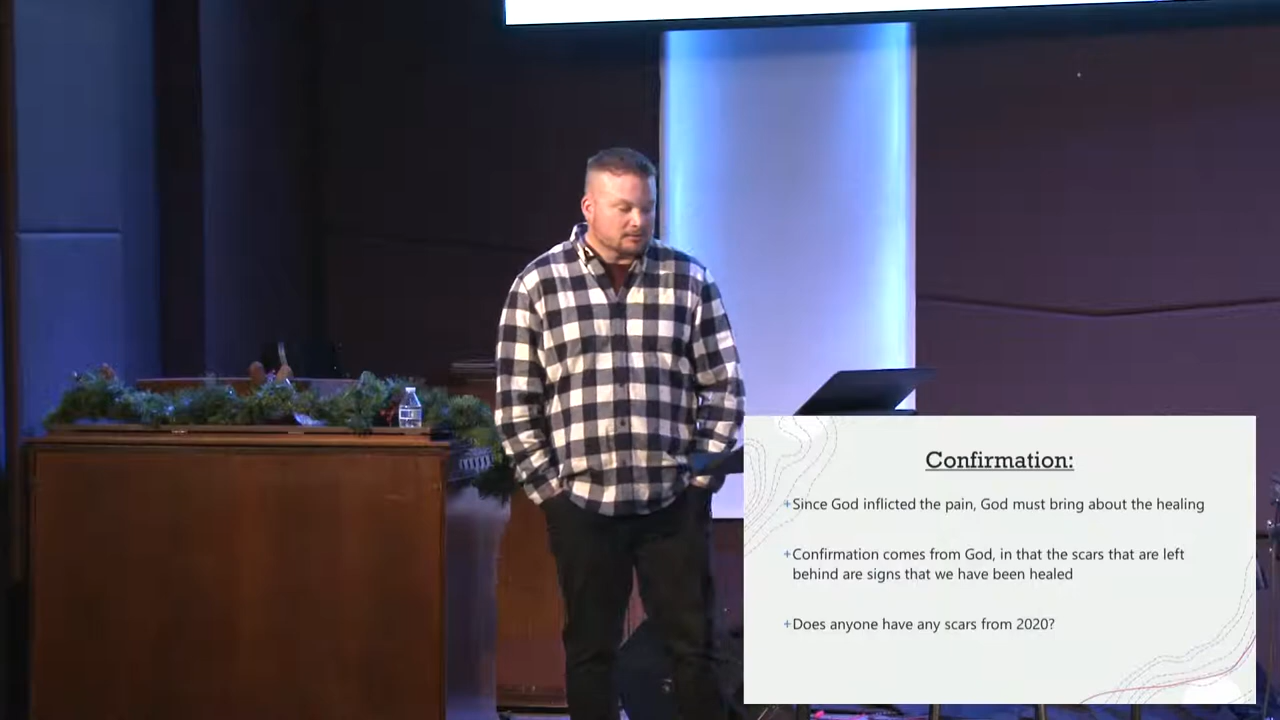 Confirmation:
+Since God inflicted the pain, God must bring about the healing
+Confirmation comes from God, in that the scars that are left
behind are signs that we have been healed
+Does anyone have any scars from 2020?